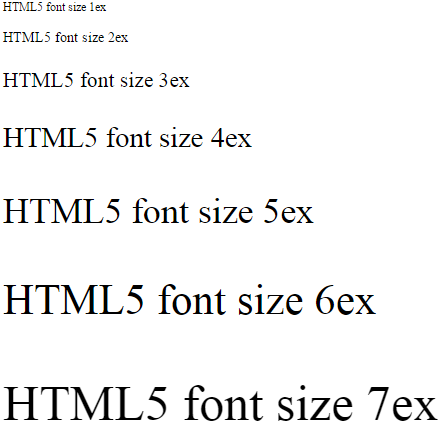 HTML5 font size 1ex
HTML5 font size 2ex
HTML5 font size 3ex
HTML5 font size 4ex
HTML5 font size 5ex
HTML5 font size 6ex
HTML5 font size 7ex